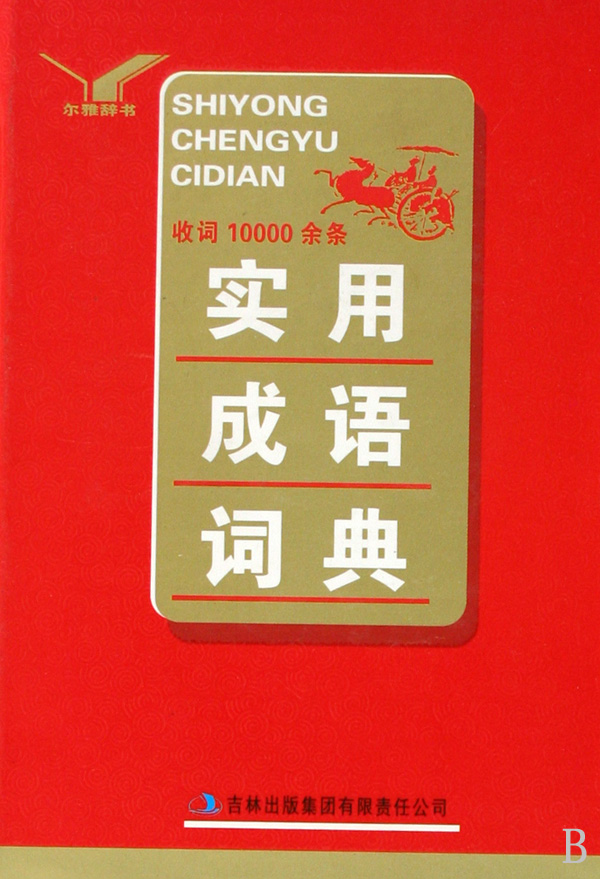 尔雅辞书
SHIYONG
CHENGYU
CIDIAN
收词 10000 余条
实用
成语
词典
吉林出版集团有限责任公司
B